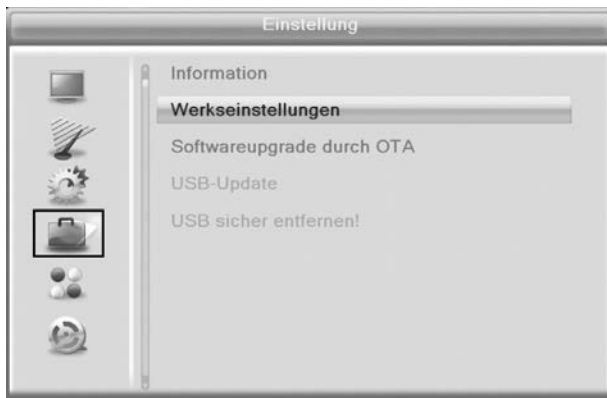 Einstellung
Information
Werkseinstellungen
Softwareupgrade durch OTA
USB-Update
USB sicher entfernen!